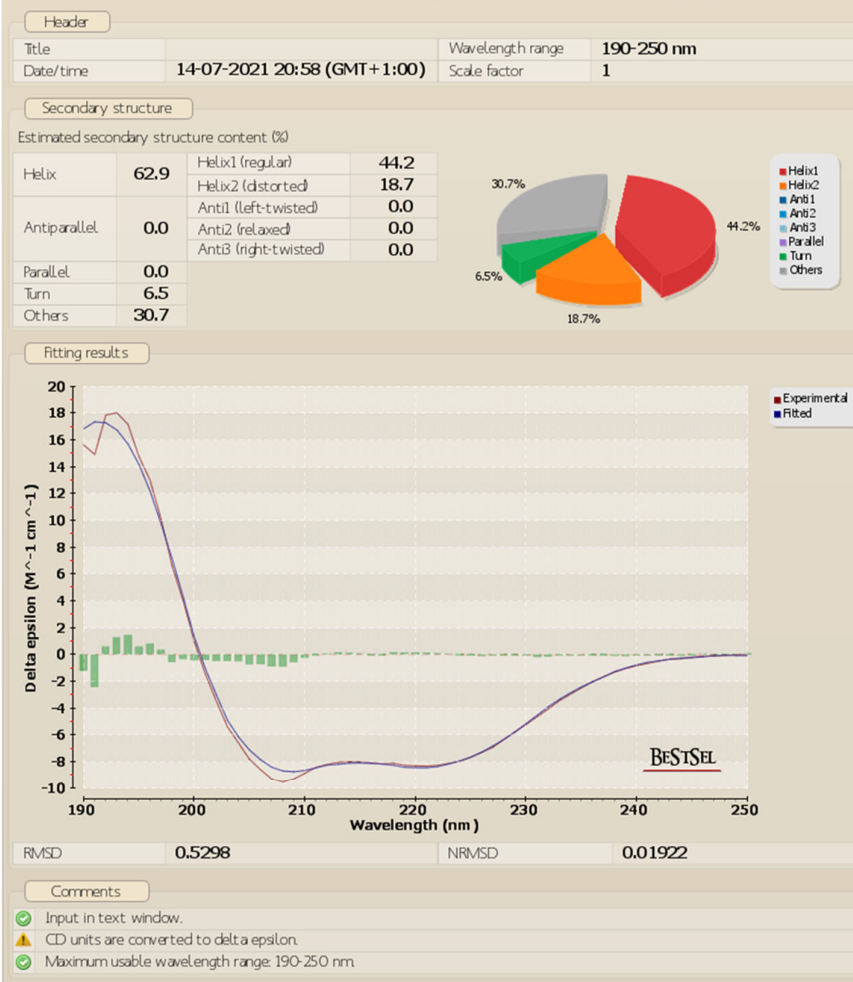 Header
Title
Wavelength range 190-250 nm
Date/time 14-07-2021 20:58 (GMT+1:00)
Scale factor 1
Secondary structure
Estimated secondary structure content (%)
Helix 62.9
Helix1 (regular) 44.2
Helix2 (distorted) 18.7
Antiparallel 0.0
Anti1 (left-twisted) 0.0
Anti2 (relaxed) 0.0
Anti3 (right-twisted) 0.0
Parallel 0.0
Turn 6.5
Others 30.7
30.7%
44.2%
6.5%
18.7%
Helix1
Helix2
Anti1
Anti2
Anti3
Parallel
Turn
Others
Fitting results
Delta epsilon (M^-1 cm^-1)
20
18
16
14
12
10
8
6
4
2
0
-2
-4
-6
-8
-10
190 200 210 220 230 240 250
Wavelength (nm)
BESTSEL
Experimental
Fitted
RMSD 0.5298
NRMSD 0.01922
Comments
Input in text window.
CD units are converted to delta epsilon.
Maximum usable wavelength range: 190-250 nm.